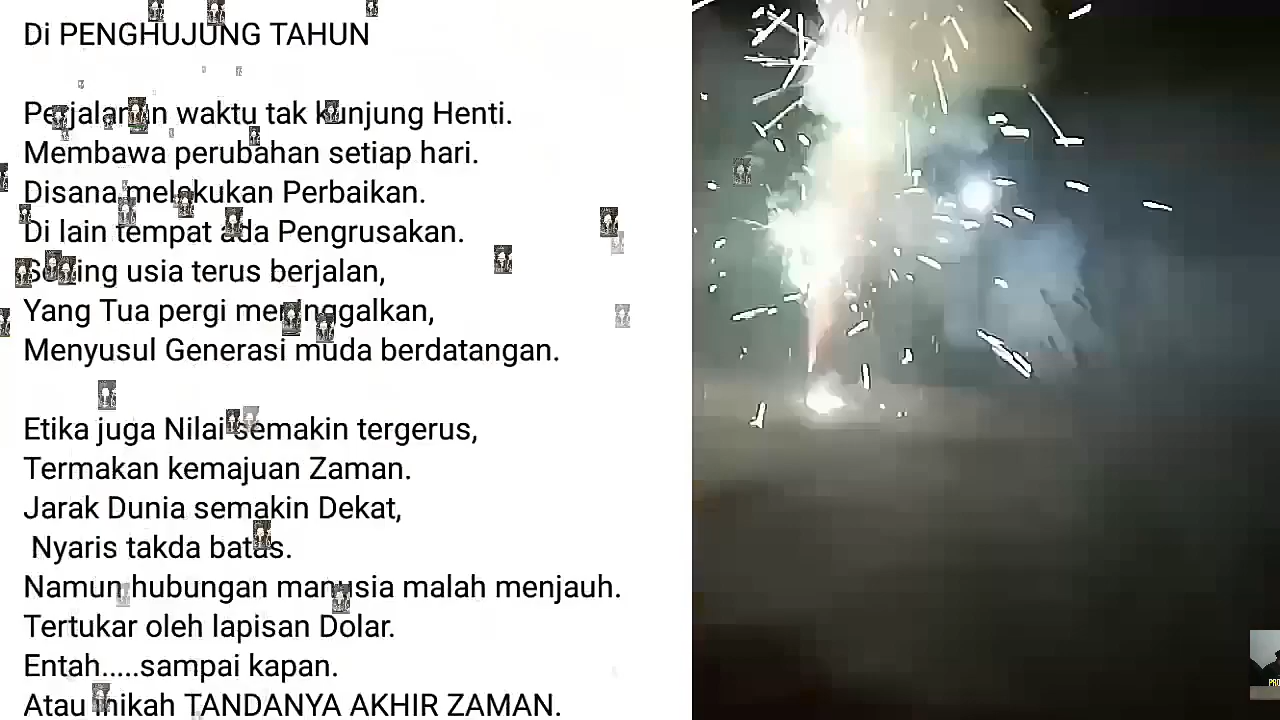 Di PENGHUJUNG TAHUN
Perjalanan waktu tak kunjung Henti.
Membawa perubahan setiap hari.
Disana melakukan Perbaikan.
Di lain tempat ada Pengrusakan.
Seiring usia terus berjalan,
Yang Tua pergi meninggalkan,
Menyusul Generasi muda berdatangan.
Etika juga Nilai semakin tergerus,
Termakan kemajuan Zaman.
Jarak Dunia semakin Dekat,
Nyaris takda batas.
Namun hubungan manusia malah menjauh.
Tertukar oleh lapisan Dolar.
Entah.....sampai kapan.
Atau inikah TANDANYA AKHIR ZAMAN.